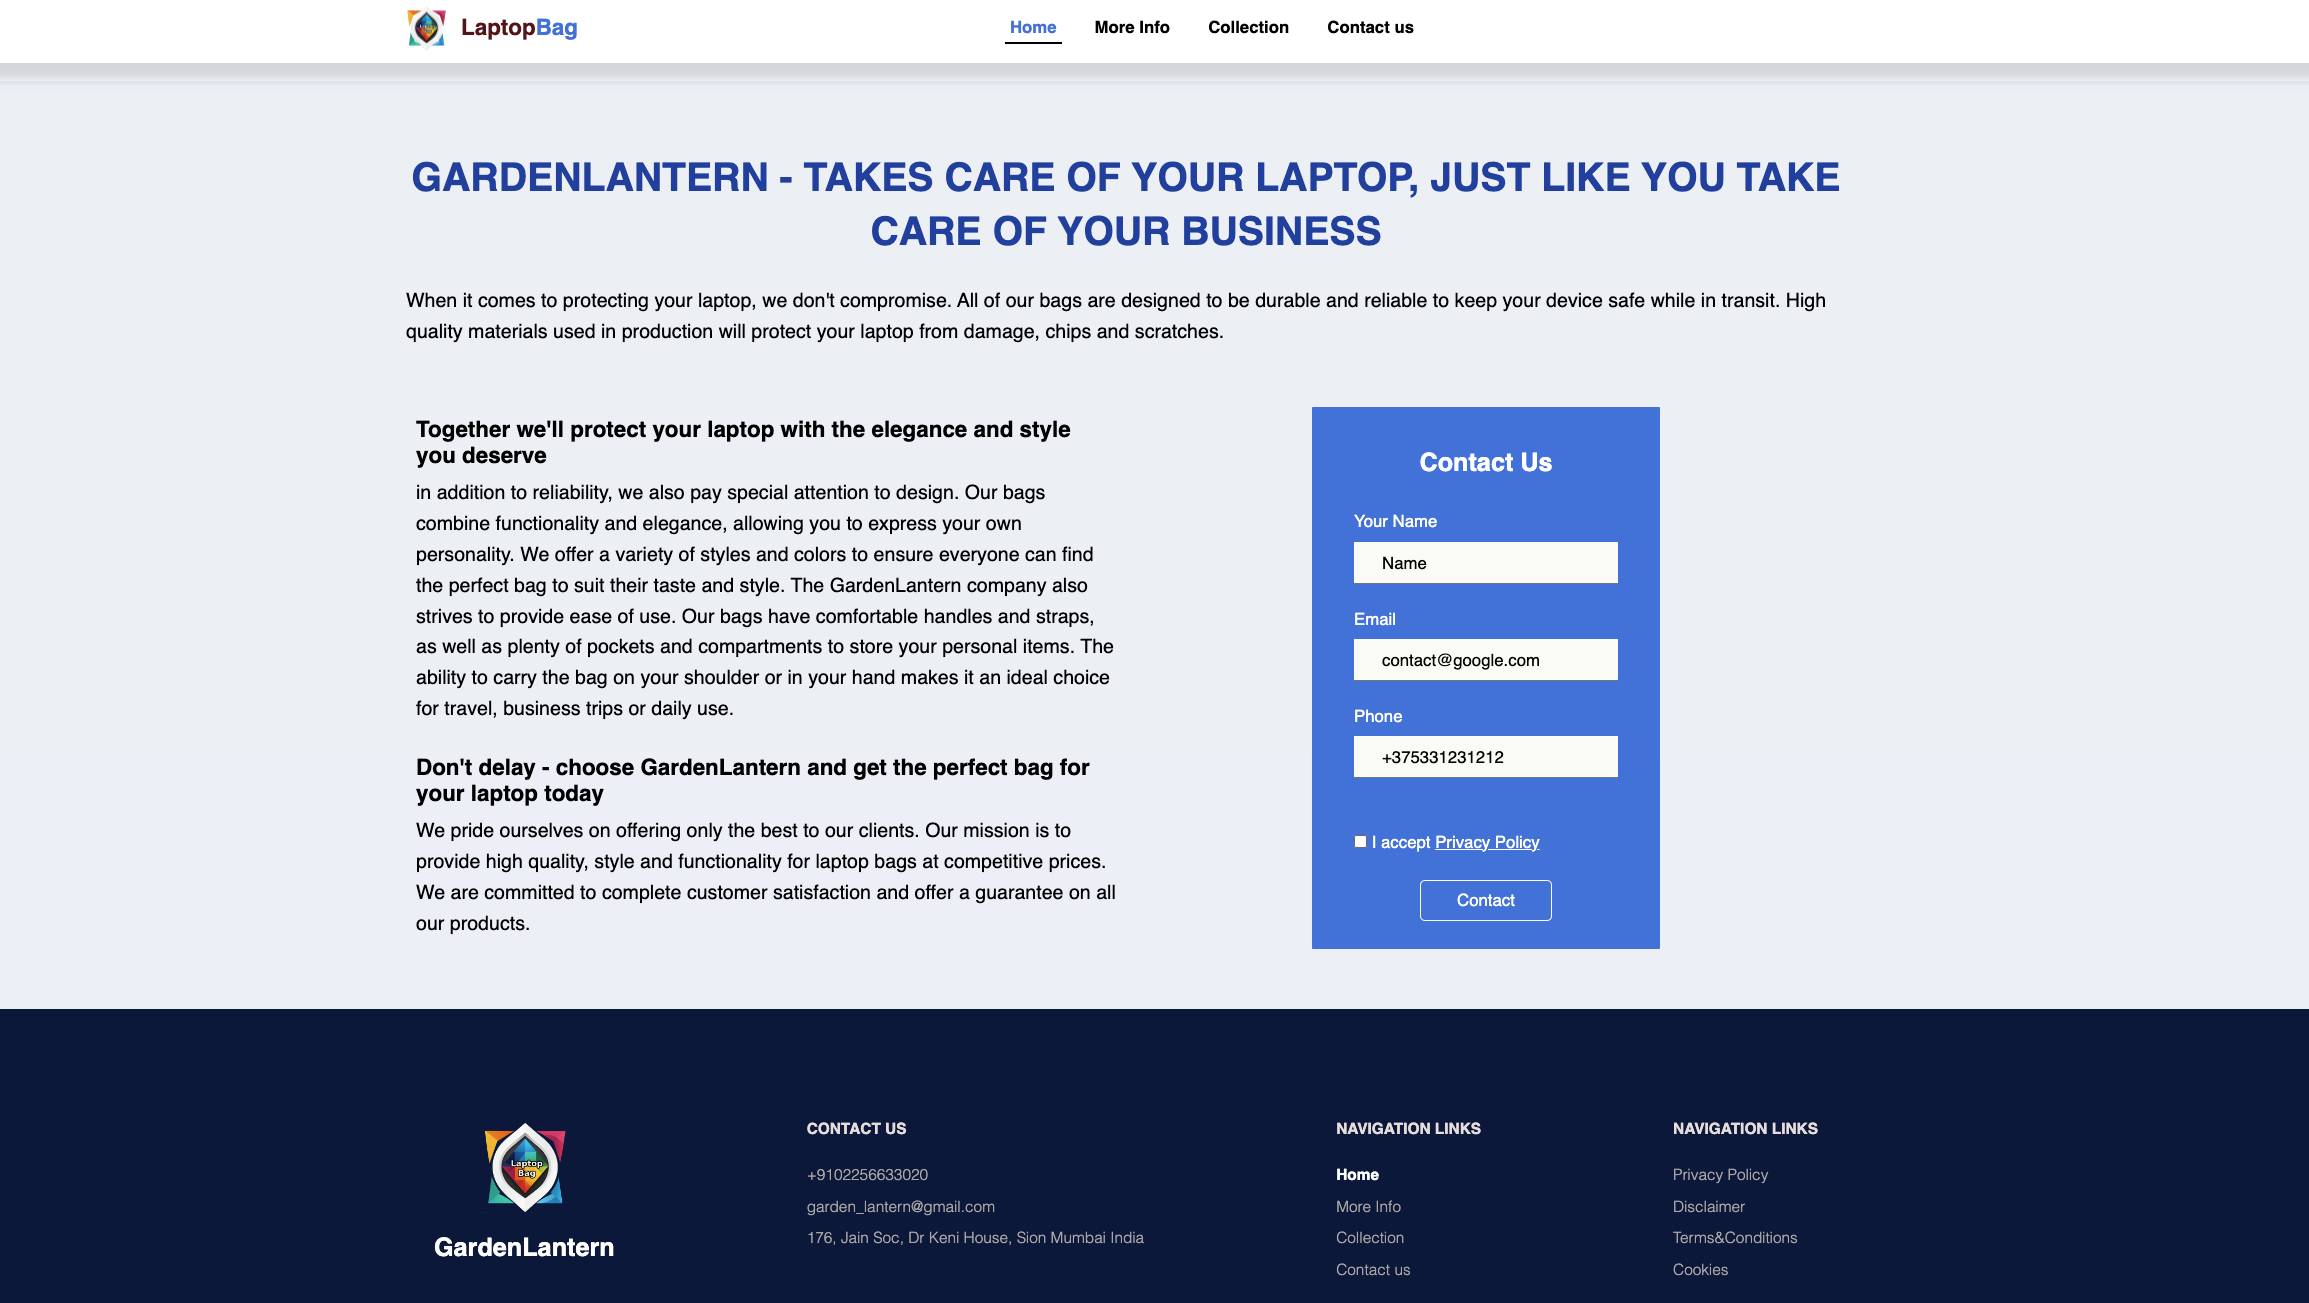 LaptopBag
Home
More Info
Collection
Contact us
GARDENLANTERN - TAKES CARE OF YOUR LAPTOP, JUST LIKE YOU TAKE
CARE OF YOUR BUSINESS
When it comes to protecting your laptop, we don't compromise. All of our bags are designed to be durable and reliable to keep your device safe while in transit. High
quality materials used in production will protect your laptop from damage, chips and scratches.
Together we'll protect your laptop with the elegance and style
you deserve
in addition to reliability, we also pay special attention to design. Our bags
combine functionality and elegance, allowing you to express your own
personality. We offer a variety of styles and colors to ensure everyone can find
the perfect bag to suit their taste and style. The GardenLantern company also
strives to provide ease of use. Our bags have comfortable handles and straps,
as well as plenty of pockets and compartments to store your personal items. The
ability to carry the bag on your shoulder or in your hand makes it an ideal choice
for travel, business trips or daily use.
Don't delay - choose GardenLantern and get the perfect bag for
your laptop today
We pride ourselves on offering only the best to our clients. Our mission is to
provide high quality, style and functionality for laptop bags at competitive prices.
We are committed to complete customer satisfaction and offer a guarantee on all
our products.
Contact Us
Your Name
Name
Email
contact@google.com
Phone
+375331231212
I accept Privacy Policy
Contact
Laptop
Bag
GardenLantern
CONTACT US
+9102256633020
garden_lantern@gmail.com
176, Jain Soc, Dr Keni House, Sion Mumbai India
NAVIGATION LINKS
Home
More Info
Collection
Contact us
NAVIGATION LINKS
Privacy Policy
Disclaimer
Terms&Conditions
Cookies